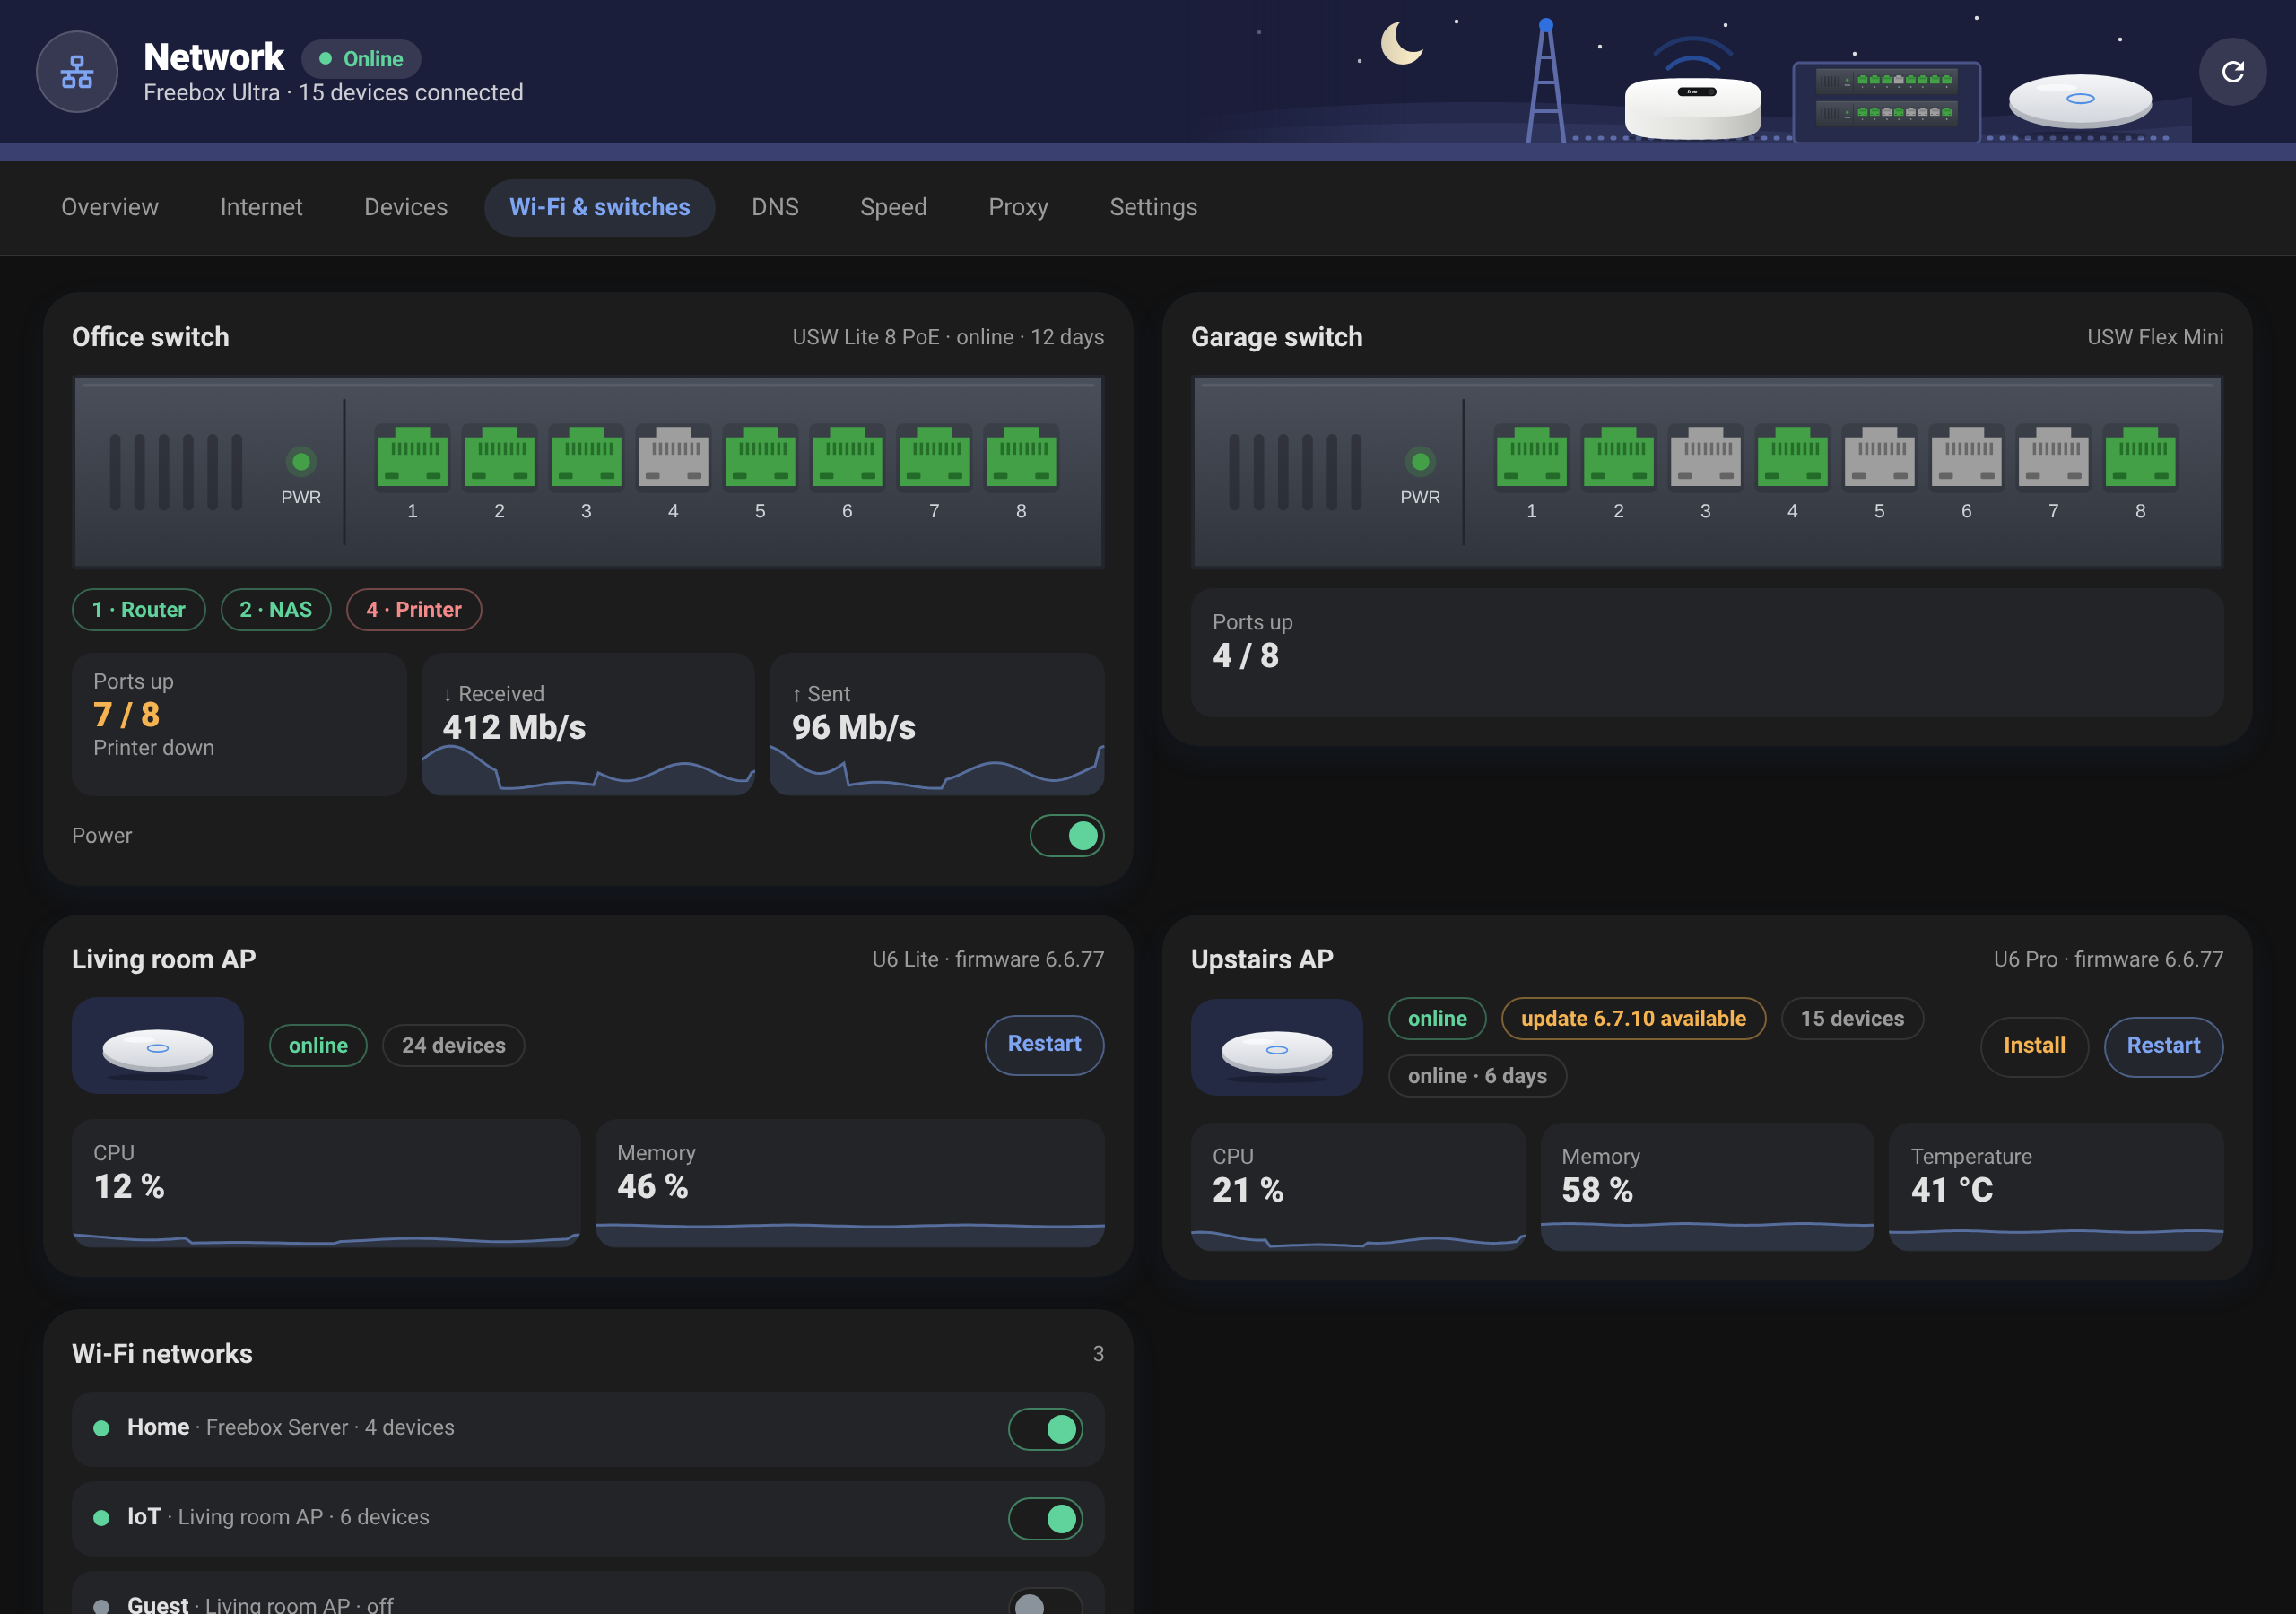 Network
Online
Freebox Ultra · 15 devices connected
free
Overview
Internet
Devices
Wi-Fi & switches
DNS
Speed
Proxy
Settings
Office switch
USW Lite 8 PoE · online · 12 days
PWR
1 2 3 4 5 6 7 8
1 · Router
2 · NAS
4 · Printer
Ports up
7 / 8
Printer down
↓ Received
412 Mb/s
↑ Sent
96 Mb/s
Power
Garage switch
USW Flex Mini
PWR
1 2 3 4 5 6 7 8
Ports up
4 / 8
Living room AP
U6 Lite · firmware 6.6.77
online
24 devices
Restart
CPU
12 %
Memory
46 %
Upstairs AP
U6 Pro · firmware 6.6.77
online
update 6.7.10 available
15 devices
online · 6 days
Install
Restart
CPU
21 %
Memory
58 %
Temperature
41 °C
Wi-Fi networks
3
Home · Freebox Server · 4 devices
IoT · Living room AP · 6 devices
Guest · Living room AP · off